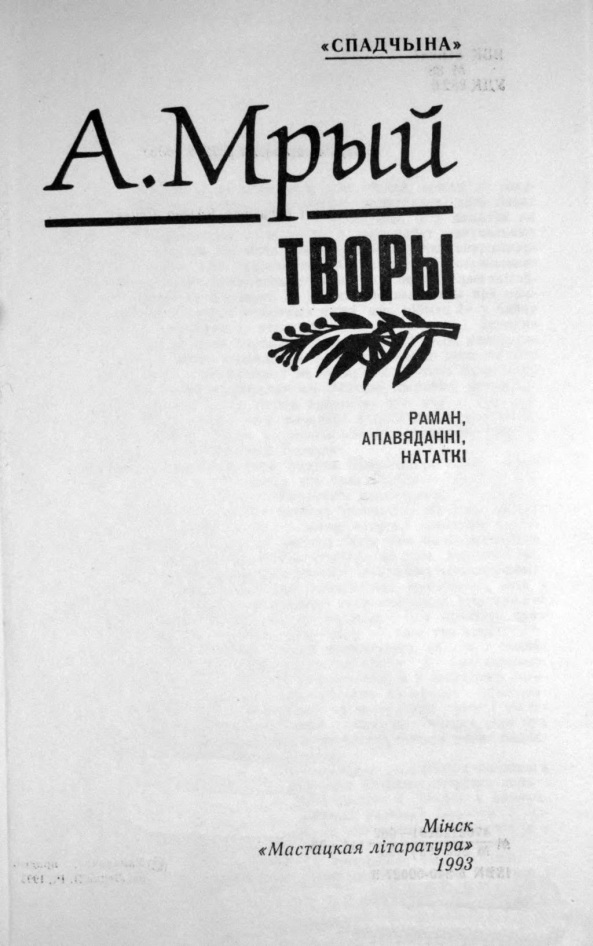 «СПАДЧЫНА»
А.Мрый
ТВОРЫ
РАМАН,
АПАВЯДАННІ,
НАТАТКІ
Мінск
«Мастацкая літаратура»
1993